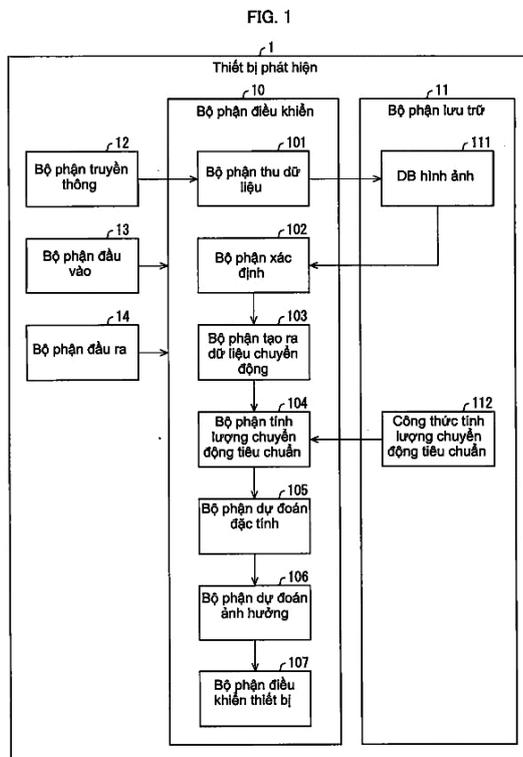 FIG. 1
1
Thiết bị phát hiện
10
Bộ phận điều khiển
11
Bộ phận lưu trữ
12
Bộ phận truyền
thông
101
Bộ phận thu dữ
liệu
111
DB hình ảnh
13
Bộ phận đầu
vào
102
Bộ phận xác
định
14
Bộ phận đầu ra
103
Bộ phận tạo ra
dữ liệu chuyển
động
104
Bộ phận tính
lượng chuyển
động tiêu chuẩn
112
Công thức tính
lượng chuyển
động tiêu chuẩn
105
Bộ phận dự đoán
đặc tính
106
Bộ phận dự đoán
ảnh hưởng
107
Bộ phận điều
khiển thiết bị